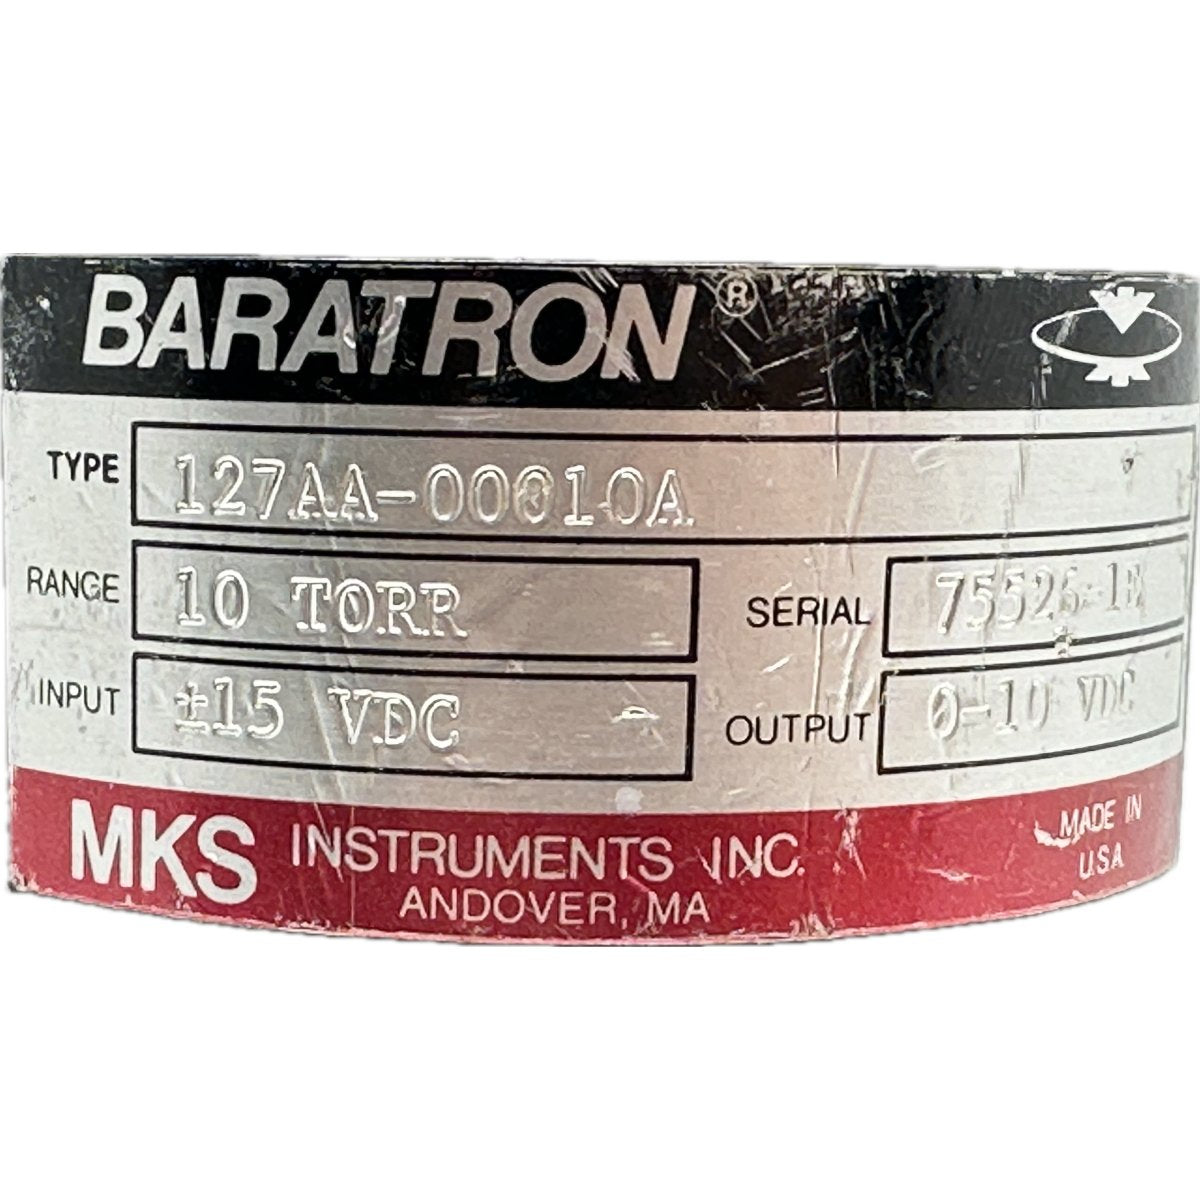 BARATRON®
TYPE 127AA-00010A
RANGE 10 TORR
SERIAL
INPUT ±15 VDC
OUTPUT 0-10 VDC
MKS INSTRUMENTS INC.
ANDOVER, MA
MADE IN
U.S.A.